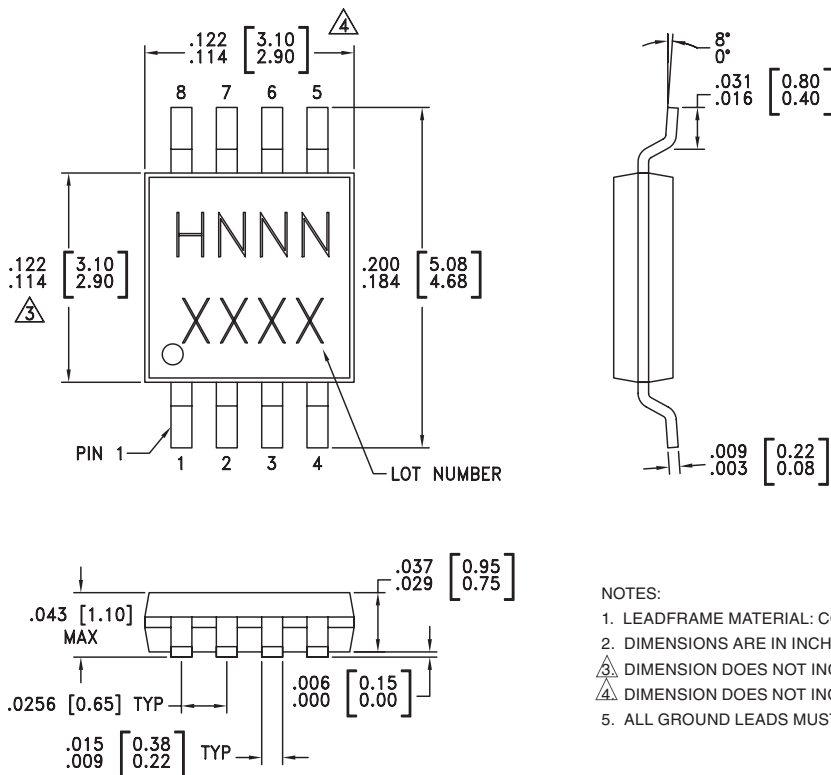 .122 [3.10]
.114 [2.90]
4
8 7 6 5
HNNN
XXXX
.122 [3.10]
.114 [2.90]
3
.200 [5.08]
.184 [4.68]
PIN 1
1 2 3 4
LOT NUMBER
8°
0°
.031 [0.80]
.016 [0.40]
.009 [0.22]
.003 [0.08]
.043 [1.10]
MAX
.037 [0.95]
.029 [0.75]
.0256 [0.65] TYP
.006 [0.15]
.000 [0.00]
.015 [0.38]
.009 [0.22]
TYP
NOTES:
1. LEADFRAME MATERIAL:
2. DIMENSIONS ARE IN
3. DIMENSION DOES NOT
4. DIMENSION DOES NOT
5. ALL GROUND LEADS